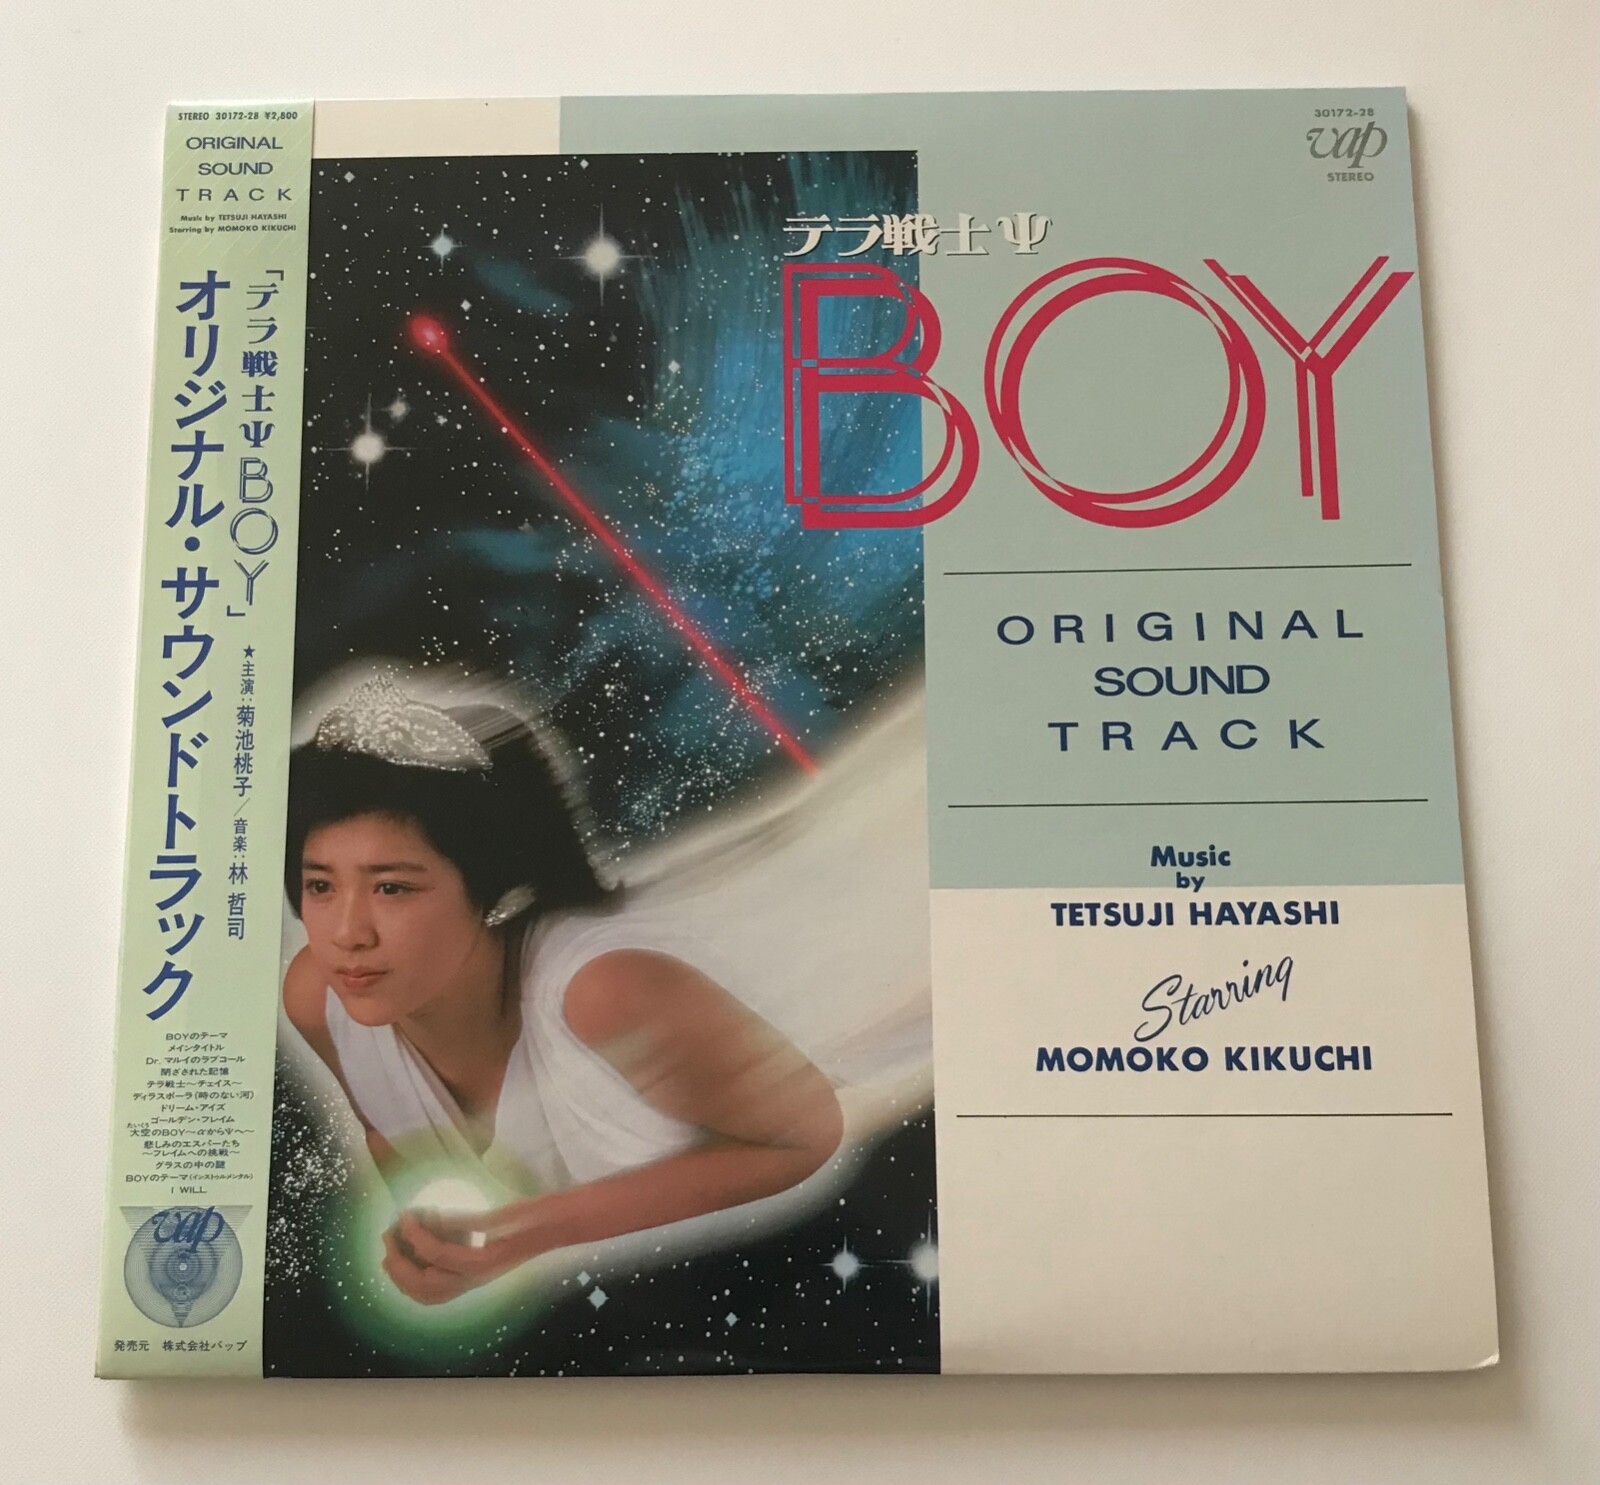 STEREO 30172-28 ¥2,800
ORIGINAL
SOUND
TRACK
Music by TETSUJI HAYASHI
Starring by MOMOKO KIKUCHI
「テラ戦士ΨBOY」
オリジナル・サウンドトラック
★主演:菊池桃子/音楽:林 哲司
BOYのテーマ
メインタイトル
Dr.マルイのラブコール
閉ざされた記憶
テラ戦士〜チェイス〜
ディラスポーラ(時のない河)
ドリーム・アイズ
ゴールデン・フレイム
たいくう
大空のBOY〜αからΨへ〜
悲しみのエスパーたち
〜フレイムへの挑戦〜
グラスの中の謎
BOYのテーマ(インストゥルメンタル)
I WILL
vap
発売元 株式会社バップ
30172-28
vap
STEREO
テラ戦士Ψ
BOY
ORIGINAL
SOUND
TRACK
Music
by
TETSUJI HAYASHI
Starring
MOMOKO KIKUCHI